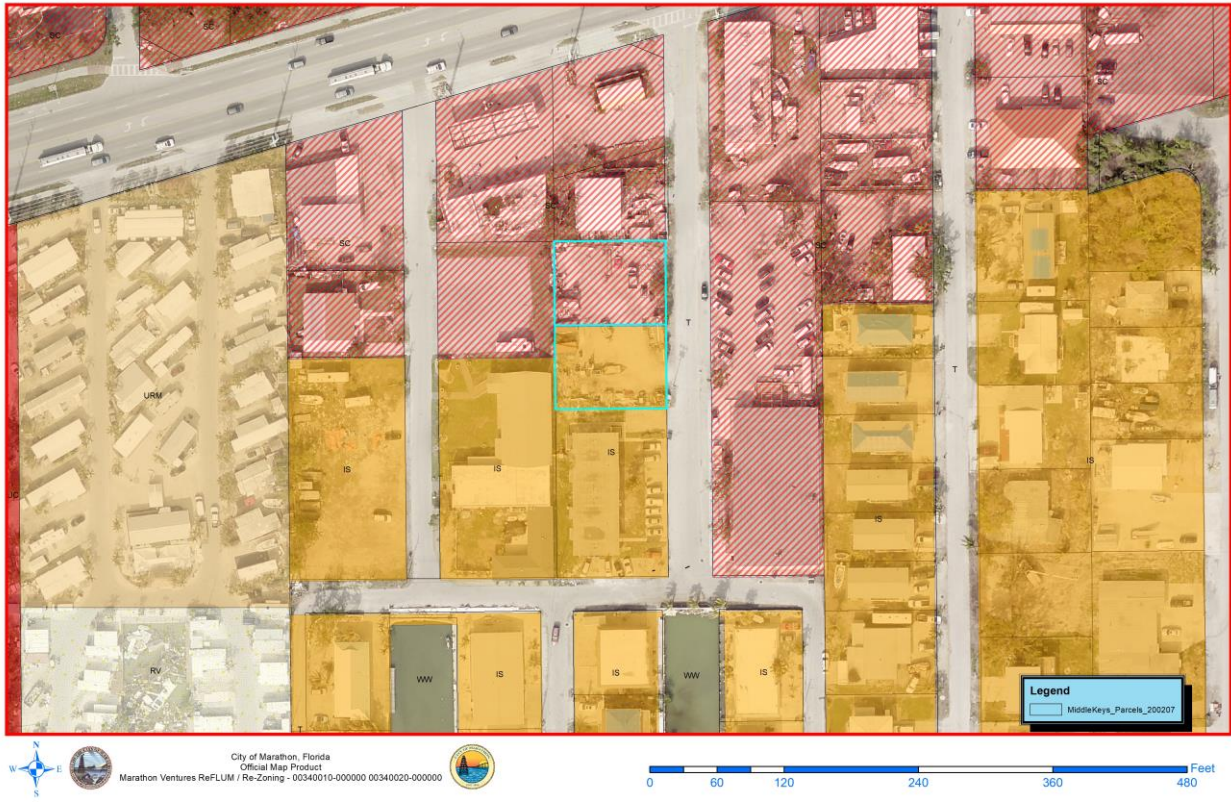 DC
SC
SC
SC
SC
T
T
URM
IS
IS
IS
IS
IS
RV
WW
IS
IS
WW
IS
T
Legend
MiddleKeys_Parcels_200207
N
W
E
S
City of Marathon, Florida
Official Map Product
Marathon Ventures ReFLUM / Re-Zoning - 00340010-000000 00340020-000000
Feet
0 60 120 240 360 480